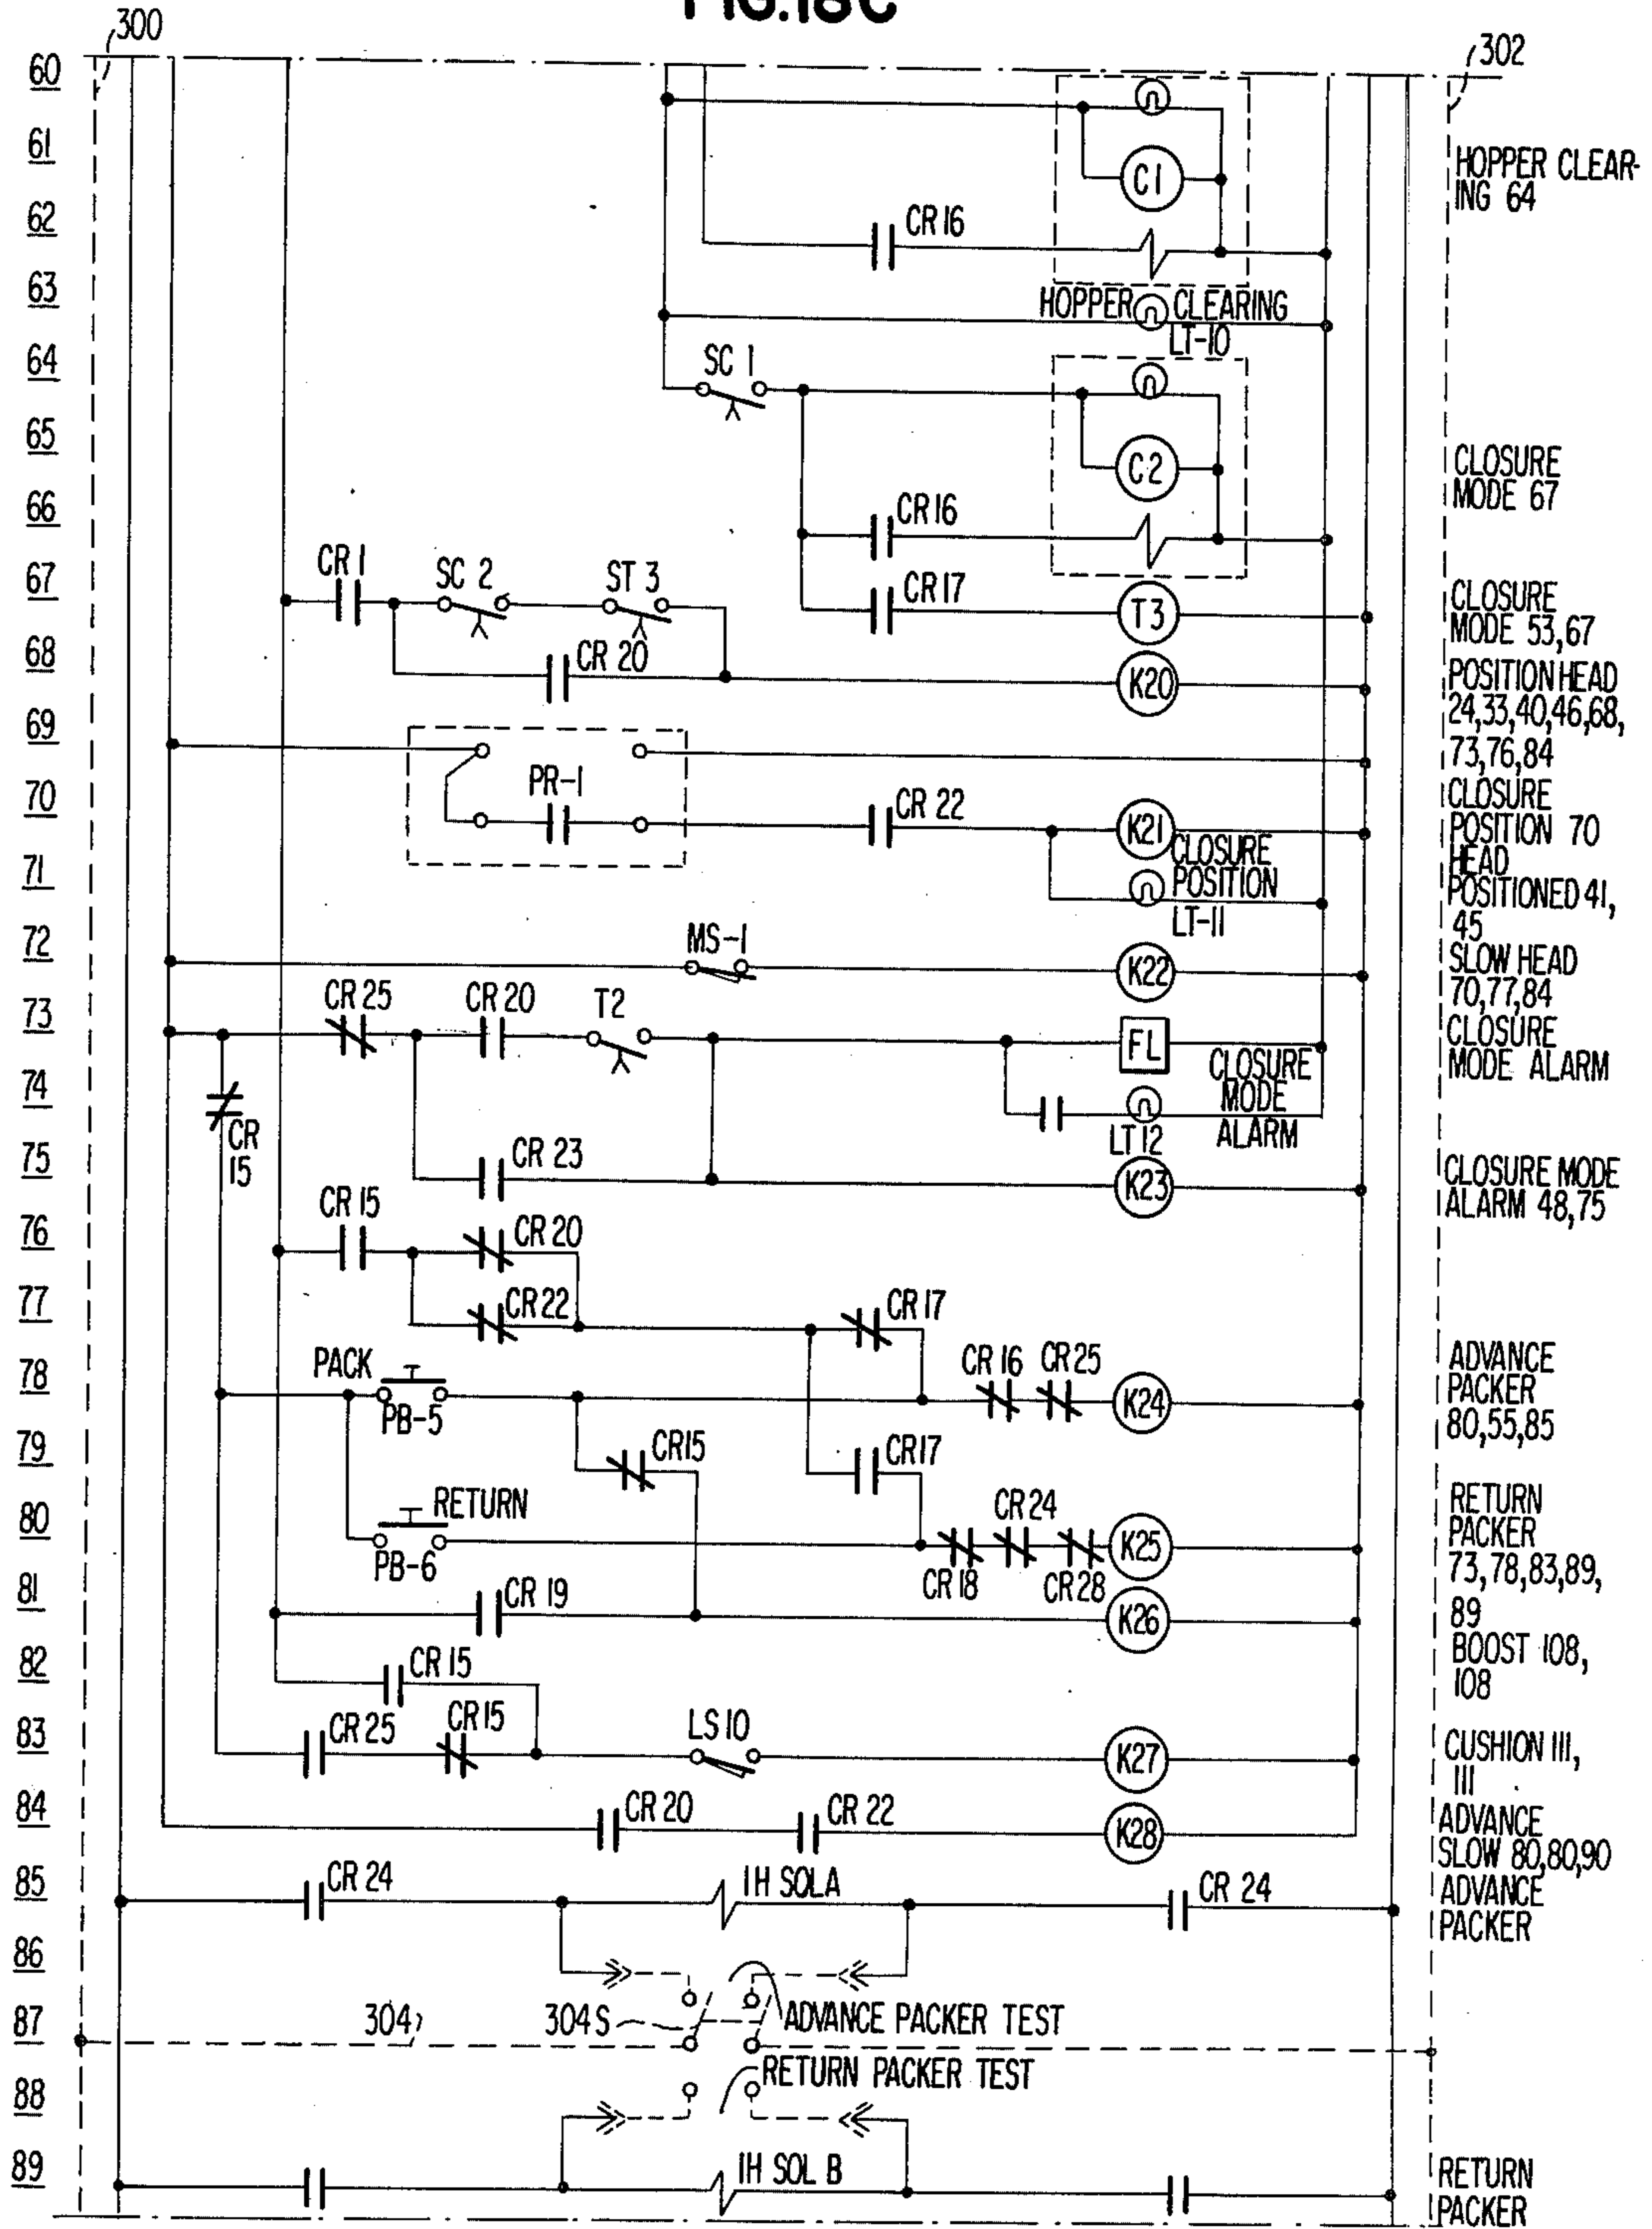 FIG.18C
300
302
60
61
HOPPER CLEAR-
ING 64
C1
62
CR 16
63
HOPPER CLEARING
LT-10
64
SC 1
65
C2
CLOSURE
MODE 67
66
CR 16
67
CR 1
SC 2
ST 3
CR 17
T3
CLOSURE
MODE 53,67
68
CR 20
K20
POSITION HEAD
24,33,40,46,68,
73,76,84
69
70
PR-1
CR 22
K21
CLOSURE
POSITION 70
HEAD
POSITIONED 41,
45
71
CLOSURE
POSITION
LT-11
72
MS-1
K22
SLOW HEAD
70,77,84
73
CR 25
CR 20
T2
FL
CLOSURE
MODE ALARM
74
CR
15
CLOSURE
MODE
ALARM
LT 12
75
CR 23
K23
CLOSURE MODE
ALARM 48,75
76
CR 15
CR 20
77
CR 22
CR 17
78
PACK
PB-5
CR 16
CR 25
K24
ADVANCE
PACKER
80,55,85
79
CR15
CR17
80
RETURN
PB-6
CR 24
CR 18
CR 28
K25
RETURN
PACKER
73,78,83,89,
89
81
CR 19
K26
BOOST 108,
108
82
CR 15
83
CR 25
CR 15
LS 10
K27
CUSHION 111,
111
84
CR 20
CR 22
K28
ADVANCE
SLOW 80,80,90
85
CR 24
1H SOLA
CR 24
ADVANCE
PACKER
86
87
304
304S
ADVANCE PACKER TEST
RETURN PACKER TEST
88
89
1H SOL B
RETURN
PACKER